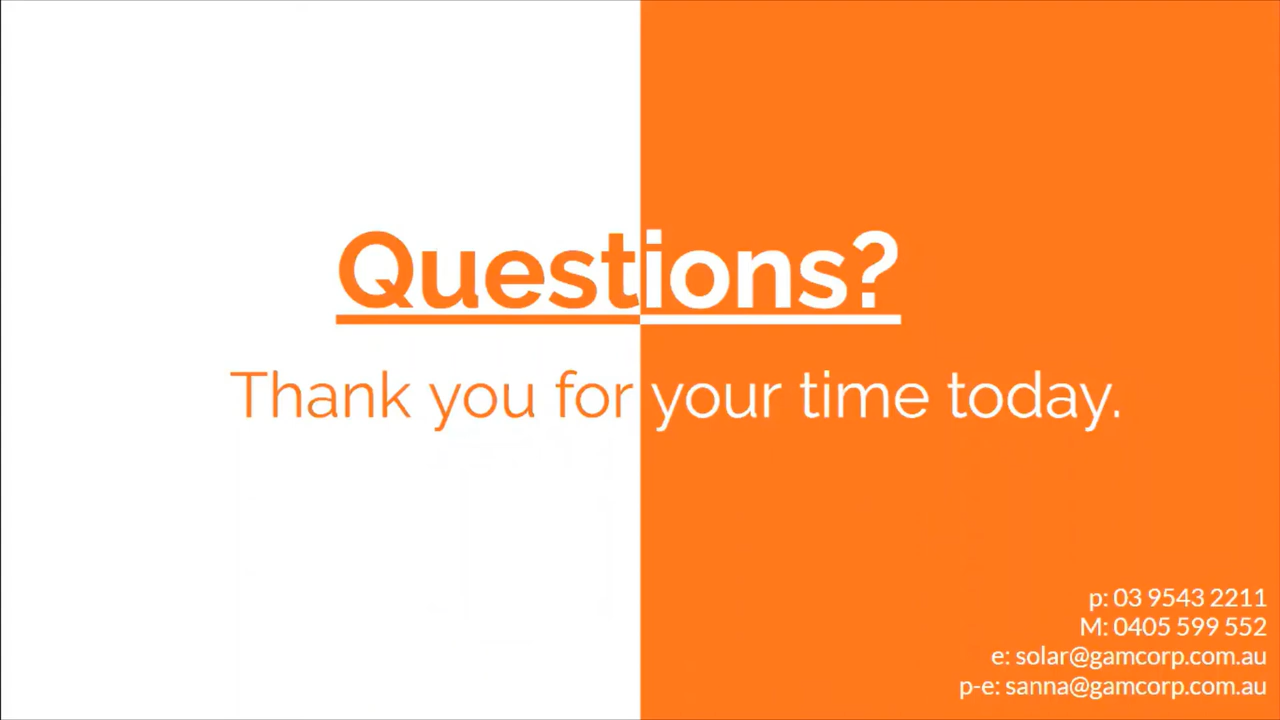 Questions?
Thank you for your time today.
p: 03 9543 2211
M: 0405 599 552
e: solar@gamcorp.com.au
p-e: sanna@gamcorp.com.au